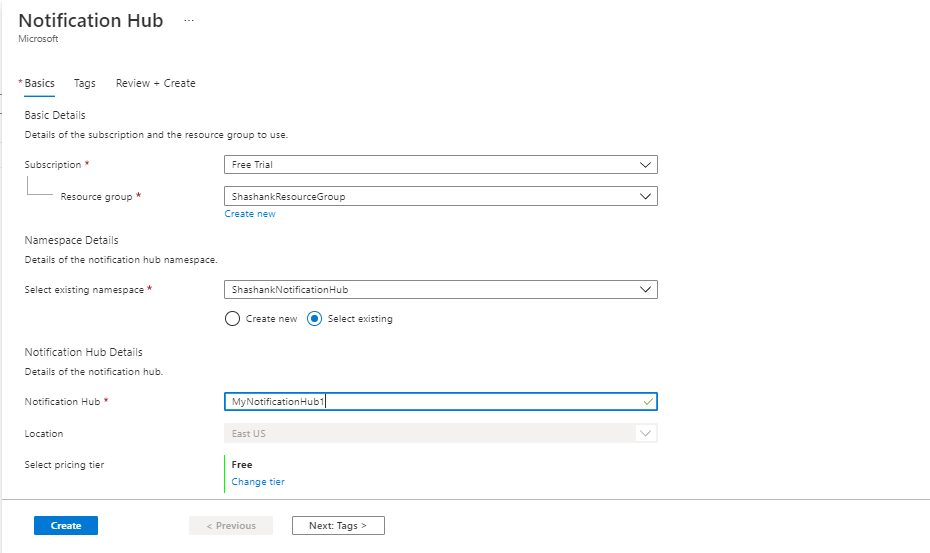 Notification Hub ...
Microsoft
* Basics Tags Review + Create
Basic Details
Details of the subscription and the resource group to use.
Subscription * Free Trial
Resource group * ShashankResourceGroup
Create new
Namespace Details
Details of the notification hub namespace.
Select existing namespace * ShashankNotificationHub
Create new Select existing
Notification Hub Details
Details of the notification hub.
Notification Hub * MyNotificationHub1
Location East US
Select pricing tier Free
Change tier
Create < Previous Next: Tags >